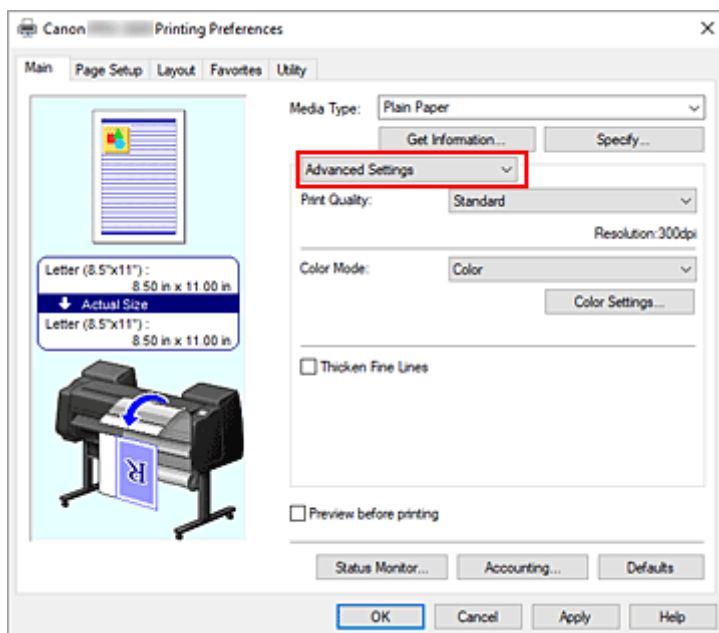 Canon Printing Preferences
Main Page Setup Layout Favorites Utility
Media Type: Plain Paper
Get Information... Specify...
Advanced Settings
Print Quality: Standard
Resolution:300dpi
Color Mode: Color
Color Settings...
Thicken Fine Lines
Letter (8.5"x11") :
8.50 in x 11.00 in
Actual Size
Letter (8.5"x11") :
8.50 in x 11.00 in
R
Preview before printing
Status Monitor... Accounting... Defaults
OK Cancel Apply Help